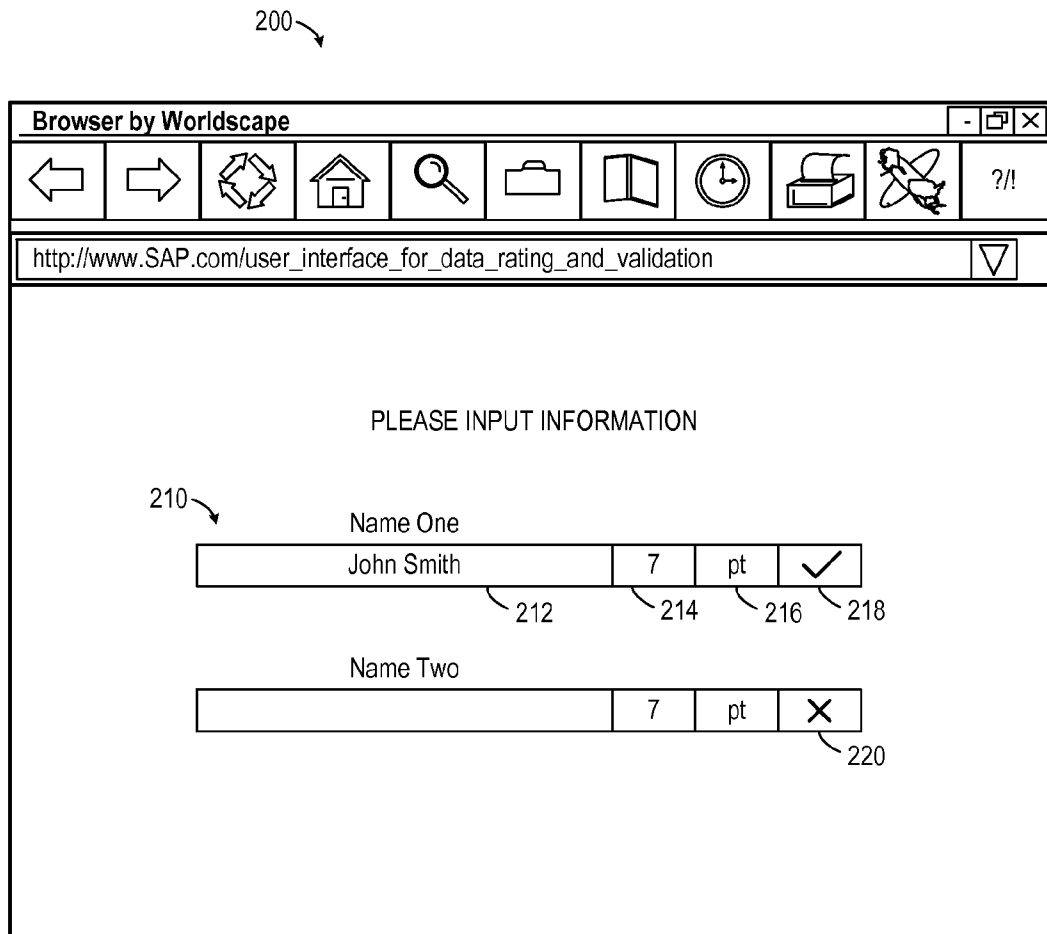 200
Browser by Worldscape
- X
?/!
http://www.SAP.com/user_interface_for_data_rating_and_validation
PLEASE INPUT INFORMATION
210
Name One
John Smith 7 pt ✓
212 214 216 218
Name Two
7 pt X
220